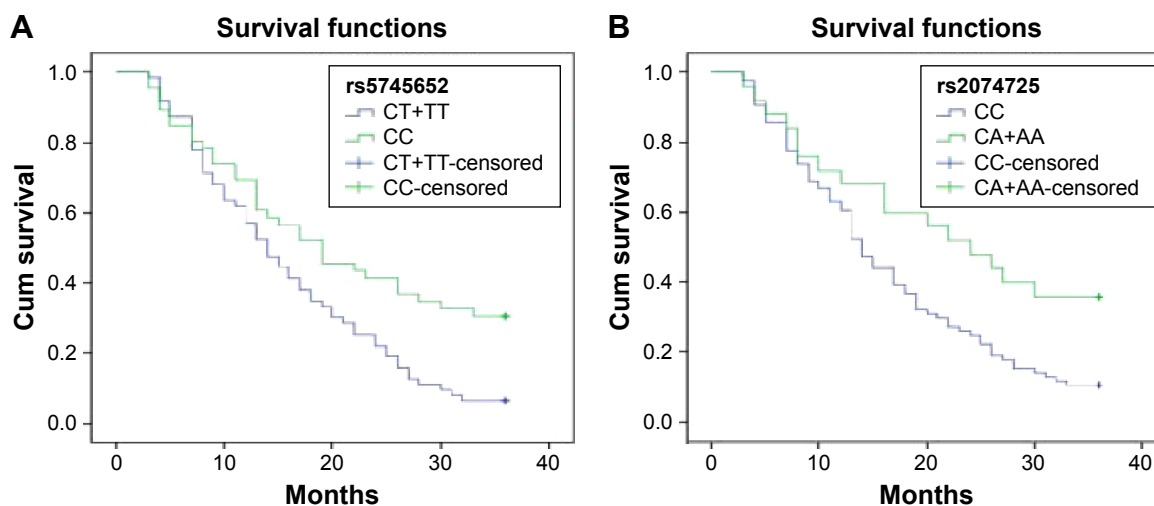 A
Survival functions
rs5745652
CT+TT
CC
CT+TT-censored
CC-censored
1.0
0.8
0.6
0.4
0.2
0.0
Cum survival
0 10 20 30 40
Months
B
Survival functions
rs2074725
CC
CA+AA
CC-censored
CA+AA-censored
1.0
0.8
0.6
0.4
0.2
0.0
Cum survival
0 10 20 30 40
Months